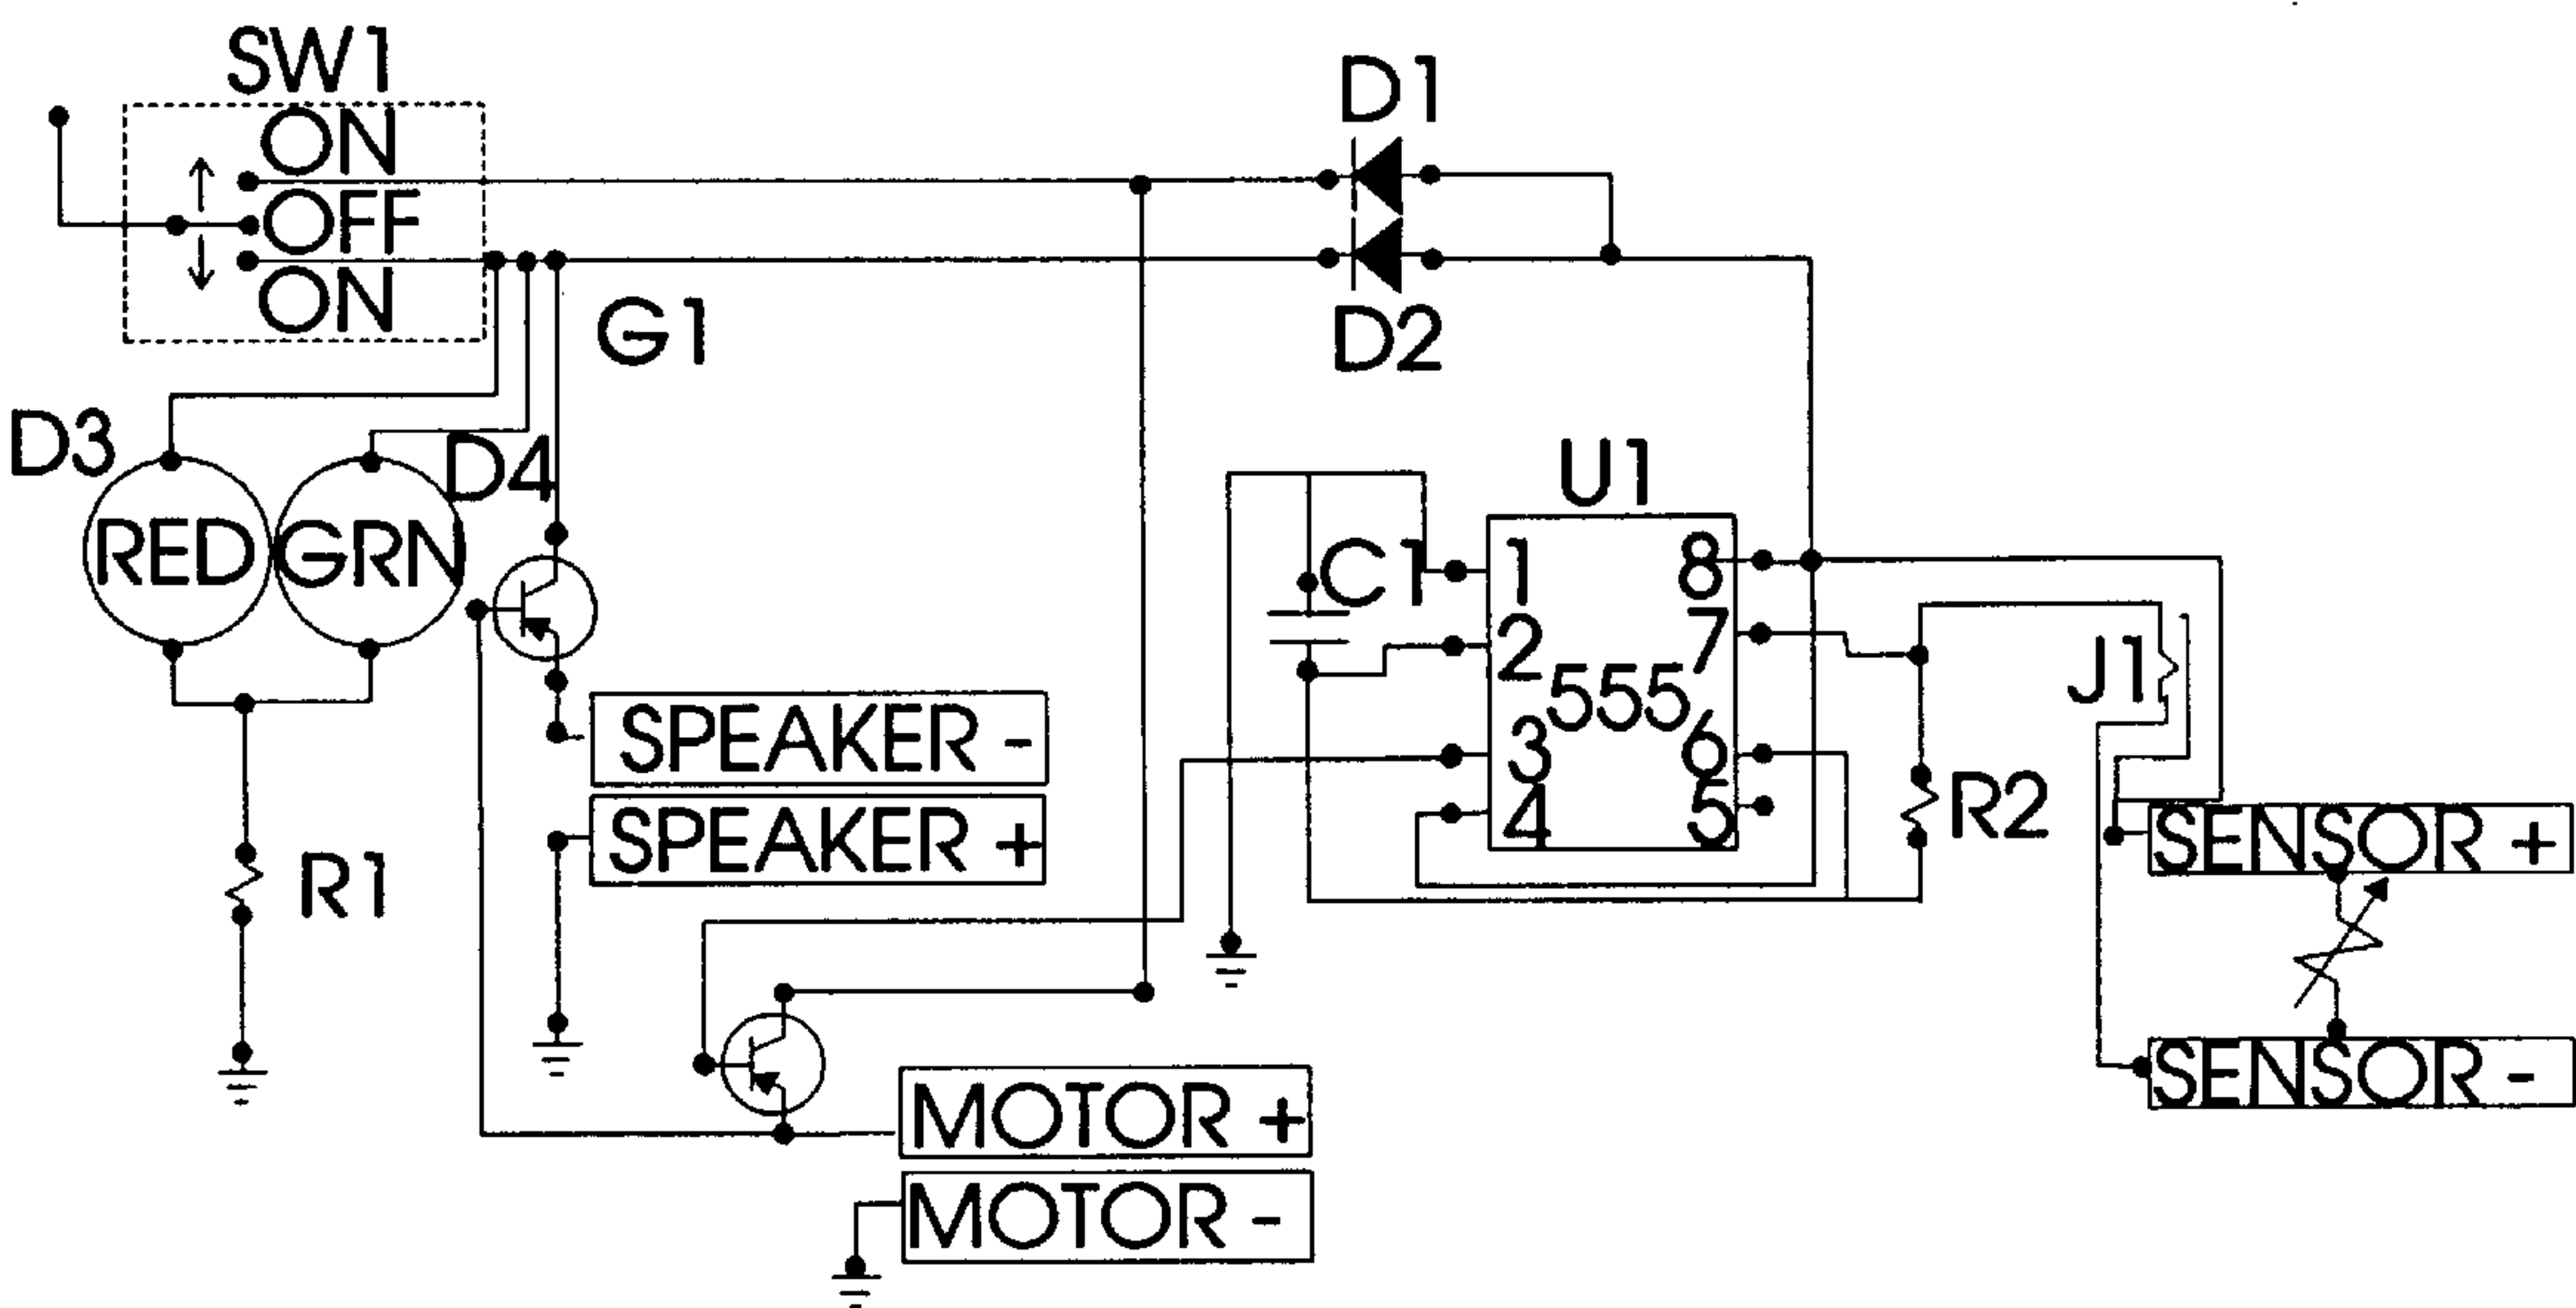 SW1
ON
OFF
ON
D1
D2
G1
D3
D4
RED
GRN
R1
SPEAKER -
SPEAKER +
MOTOR +
MOTOR -
C1
U1
1
2
3
4
555
8
7
6
5
R2
J1
SENSOR +
SENSOR -